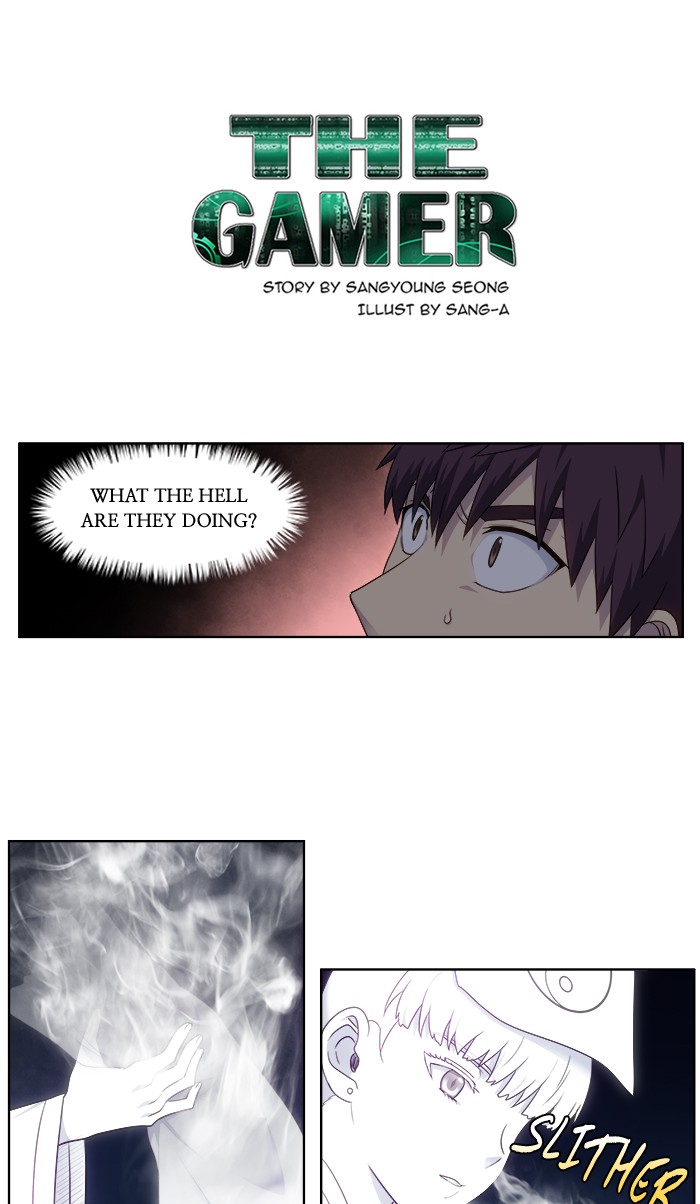 THE
GAMER
STORY BY SANGYOUNG SEONG
ILLUST BY SANG-A
WHAT THE HELL
ARE THEY DOING?
SLITHER